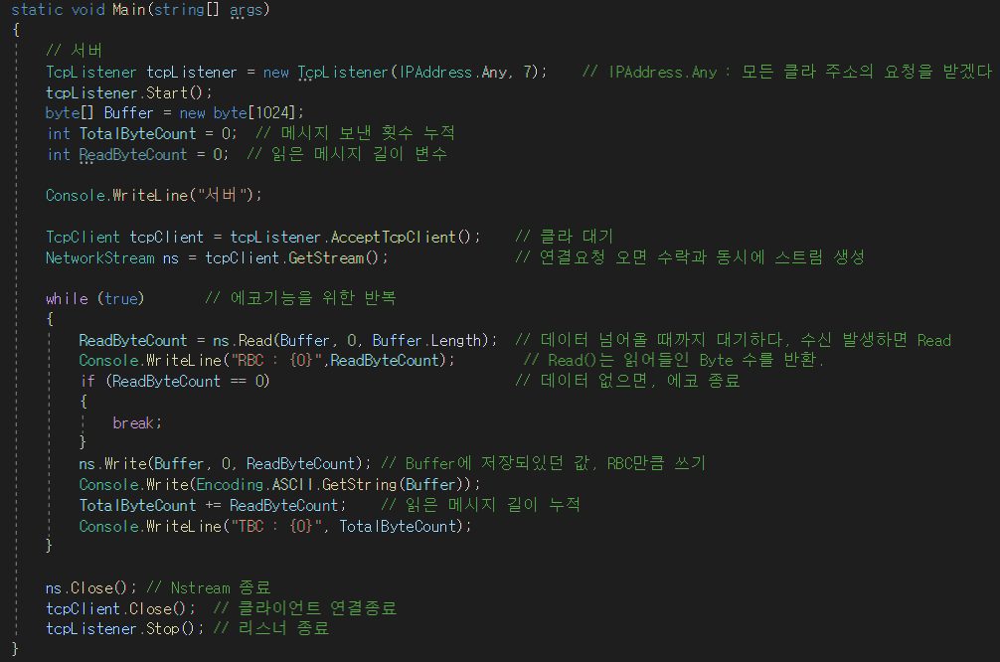 static void Main(string[] args)
{
// 서버
TcpListener tcpListener = new TcpListener(IPAddress.Any, 7); // IPAddress.Any : 모든 클라 주소의 요청을 받겠다
tcpListener.Start();
byte[] Buffer = new byte[1024];
int TotalByteCount = 0; // 메시지 보낸 횟수 누적
int ReadByteCount = 0; // 읽은 메시지 길이 변수
Console.WriteLine("서버");
TcpClient tcpClient = tcpListener.AcceptTcpClient(); // 클라 대기
NetworkStream ns = tcpClient.GetStream(); // 연결요청 오면 수락과 동시에 스트림 생성
while (true) // 에코기능을 위한 반복
{
ReadByteCount = ns.Read(Buffer, 0, Buffer.Length); // 데이터 넘어올 때까지 대기하다, 수신 발생하면 Read
Console.WriteLine("RBC : {0}",ReadByteCount); // Read()는 읽어들인 Byte 수를 반환.
if (ReadByteCount == 0) // 데이터 없으면, 에코 종료
{
break;
}
ns.Write(Buffer, 0, ReadByteCount); // Buffer에 저장되있던 값, RBC만큼 쓰기
Console.Write(Encoding.ASCII.GetString(Buffer));
TotalByteCount += ReadByteCount; // 읽은 메시지 길이 누적
Console.WriteLine("TBC : {0}", TotalByteCount);
}
ns.Close(); // Nstream 종료
tcpClient.Close(); // 클라이언트 연결종료
tcpListener.Stop(); // 리스너 종료
}